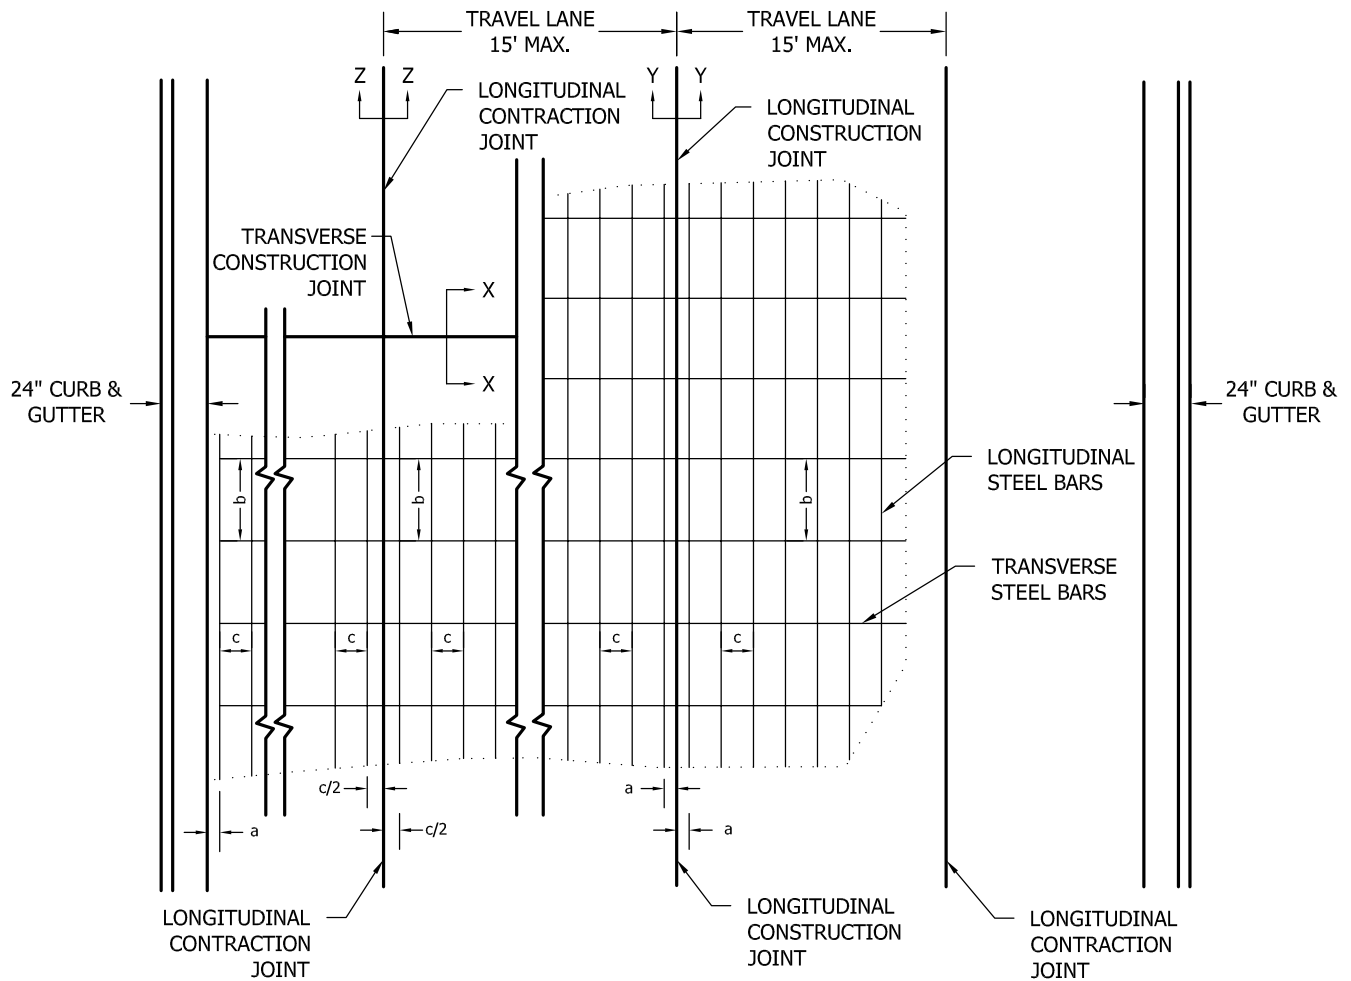 TRAVEL LANE
15' MAX.
TRAVEL LANE
15' MAX.
Z Z
Y Y
LONGITUDINAL
CONTRACTION
JOINT
LONGITUDINAL
CONSTRUCTION
JOINT
TRANSVERSE
CONSTRUCTION
JOINT
X
X
24" CURB &
GUTTER
24" CURB &
GUTTER
LONGITUDINAL
STEEL BARS
b
b
b
TRANSVERSE
STEEL BARS
c
c
c
c
c
c/2
a
a
c/2
a
LONGITUDINAL
CONTRACTION
JOINT
LONGITUDINAL
CONSTRUCTION
JOINT
LONGITUDINAL
CONTRACTION
JOINT